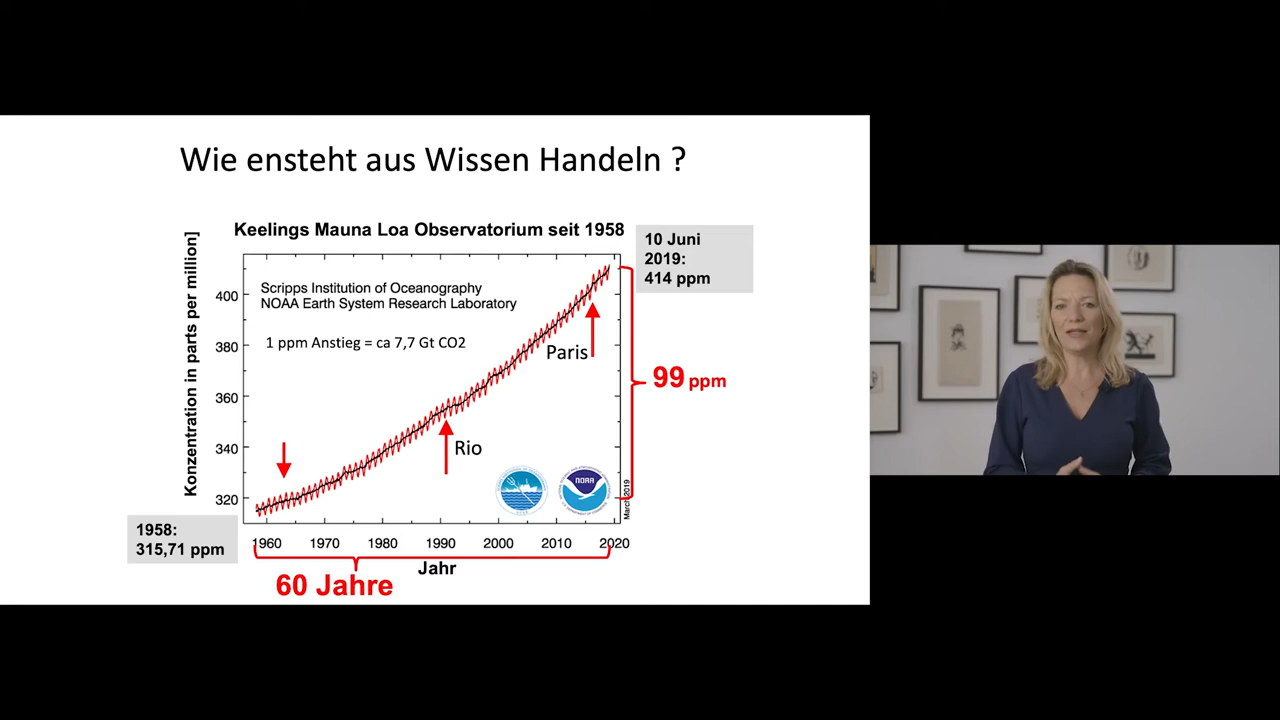 Wie ensteht aus Wissen Handeln ?
Keelings Mauna Loa Observatorium seit 1958
Konzentration in parts per million]
10 Juni
2019:
414 ppm
Scripps Institution of Oceanography
NOAA Earth System Research Laboratory
1 ppm Anstieg = ca 7,7 Gt CO2
400
380
360
340
320
Paris
99 ppm
Rio
NOAA
March 2019
1958:
315,71 ppm
1960 1970 1980 1990 2000 2010 2020
Jahr
60 Jahre